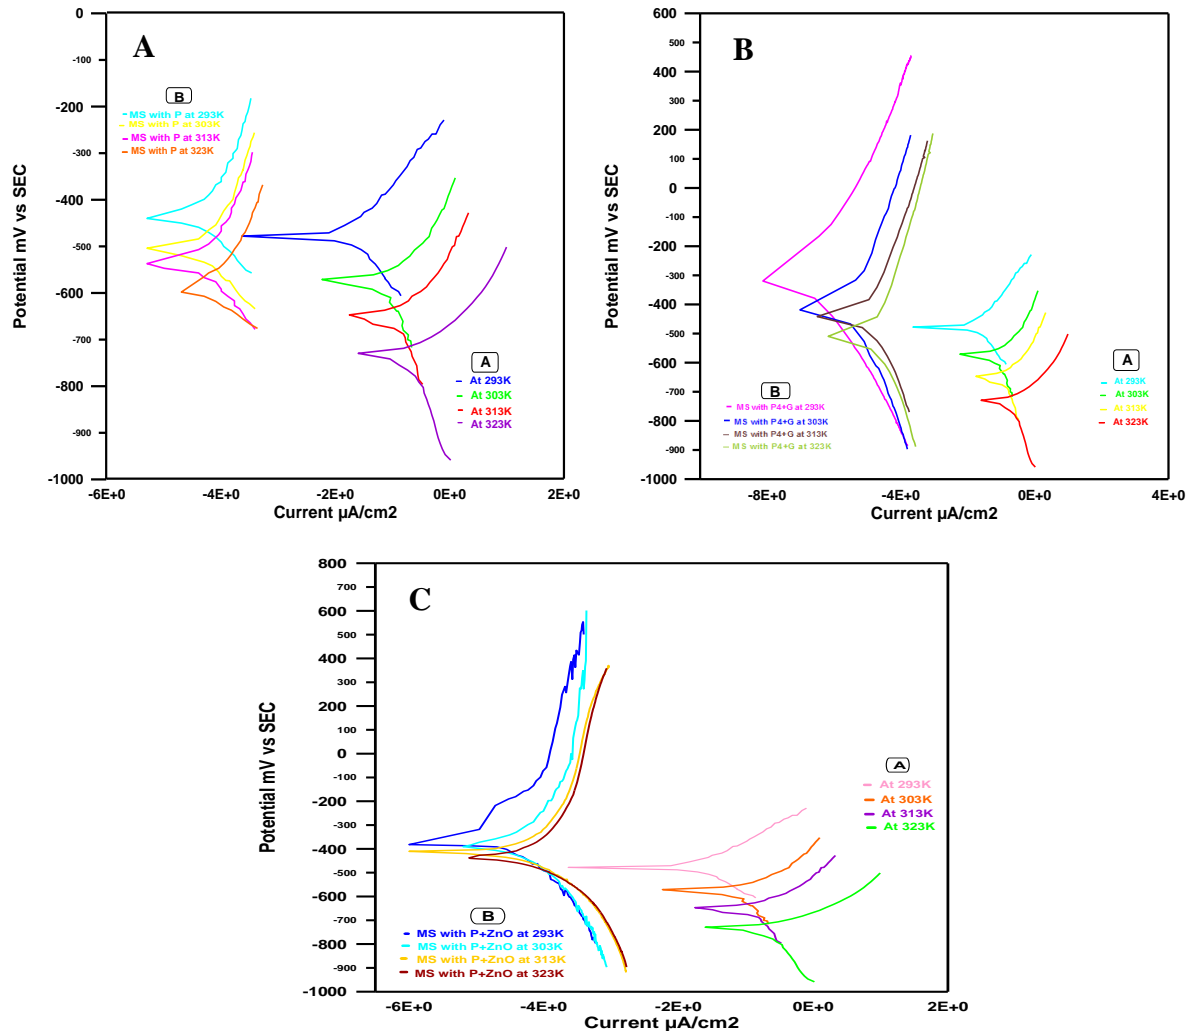 0
-100
-200
-300
-400
-500
-600
-700
-800
-900
-1000
Potential mV vs SEC
A
B
MS with P at 293K
MS with P at 303K
MS with P at 313K
MS with P at 323K
A
At 293K
At 303K
At 313K
At 323K
-6E+0 -4E+0 -2E+0 0E+0 2E+0
Current µA/cm2
600
500
400
300
200
100
0
-100
-200
-300
-400
-500
-600
-700
-800
-900
-1000
Potential mV vs SEC
B
A
At 293K
At 303K
At 313K
At 323K
B
MS with P4+G at 293K
MS with P4+G at 303K
MS with P4+G at 313K
MS with P4+G at 323K
-8E+0 -4E+0 0E+0 4E+0
Current µA/cm2
800
700
600
500
400
300
200
100
0
-100
-200
-300
-400
-500
-600
-700
-800
-900
-1000
Potential mV vs SEC
C
A
At 293K
At 303K
At 313K
At 323K
B
MS with P+ZnO at 293K
MS with P+ZnO at 303K
MS with P+ZnO at 313K
MS with P+ZnO at 323K
-6E+0 -4E+0 -2E+0 0E+0 2E+0
Current µA/cm2